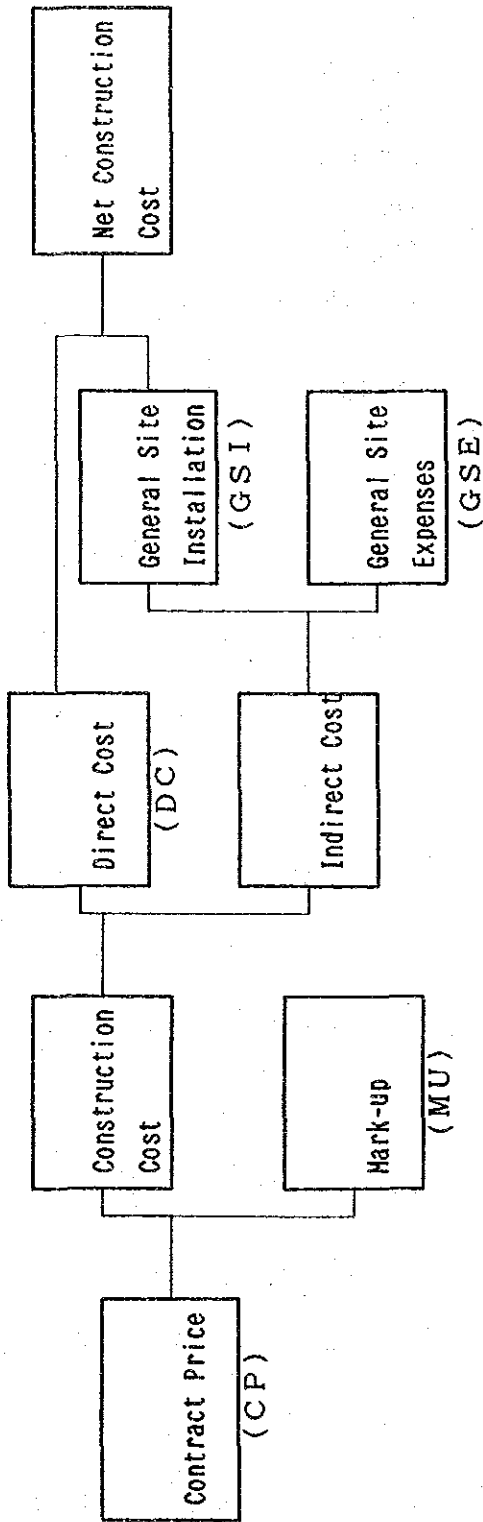 Contract Price
(CP)
Construction
Cost
Mark-up
(MU)
Direct Cost
(DC)
Indirect Cost
General Site
Installation
(GSI)
General Site
Expenses
(GSE)
Net Construction
Cost